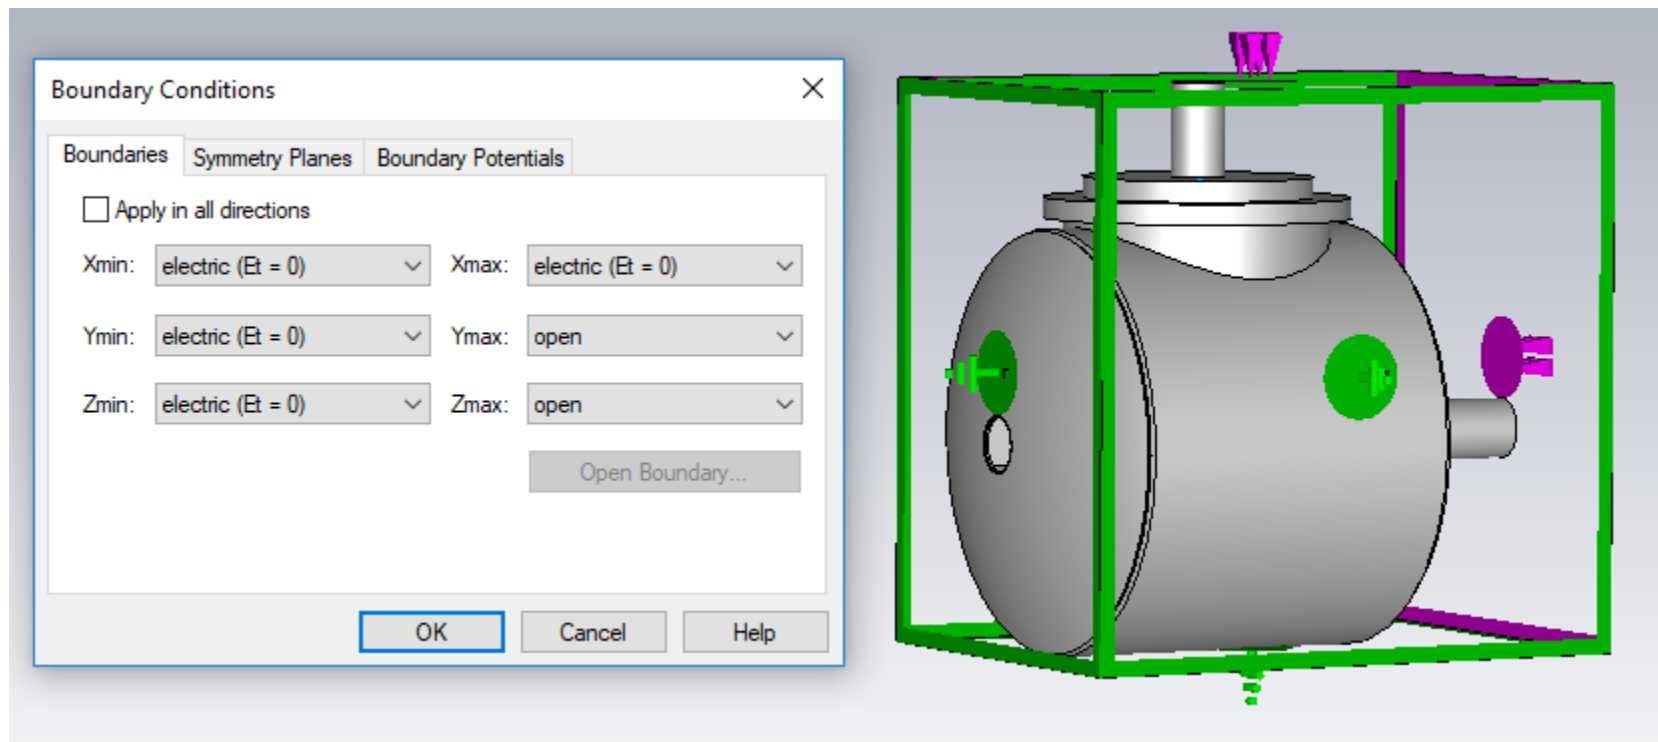 Boundary Conditions
Boundaries Symmetry Planes Boundary Potentials
Apply in all directions
Xmin: electric (Et = 0) Xmax: electric (Et = 0)
Ymin: electric (Et = 0) Ymax: open
Zmin: electric (Et = 0) Zmax: open
Open Boundary...
OK Cancel Help